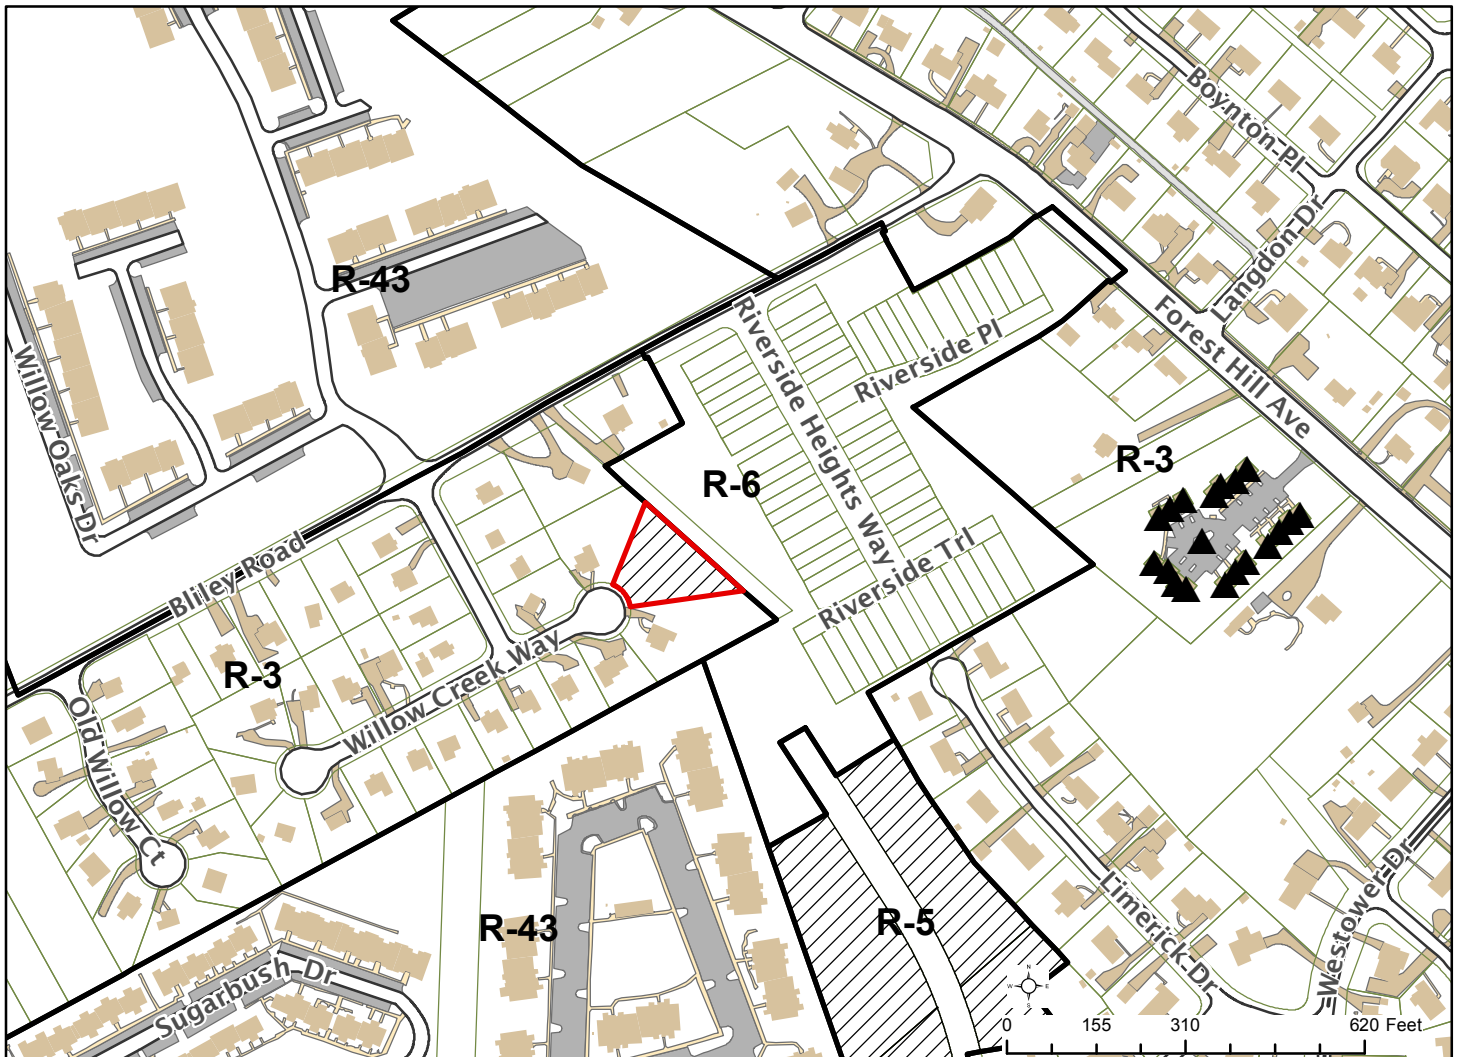 Boynton Pl
Langdon Dr
R-43
Riverside Heights Way
Riverside Pl
Forest Hill Ave
Willow Oaks Dr
R-6
R-3
Bliley Road
Riverside Trl
R-3
Willow Creek Way
Old Willow Ct
R-43
R-5
Limerick Dr
Westower Dr
Sugarbush Dr
N
W E
S
0 155 310 620 Feet